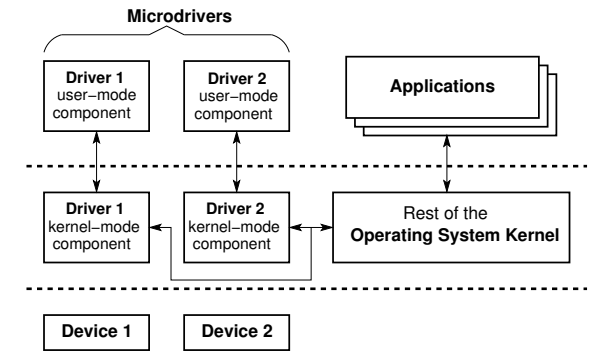 Microdrivers
Driver 1
user−mode
component
Driver 2
user−mode
component
Applications
Driver 1
kernel−mode
component
Driver 2
kernel−mode
component
Rest of the
Operating System Kernel
Device 1
Device 2